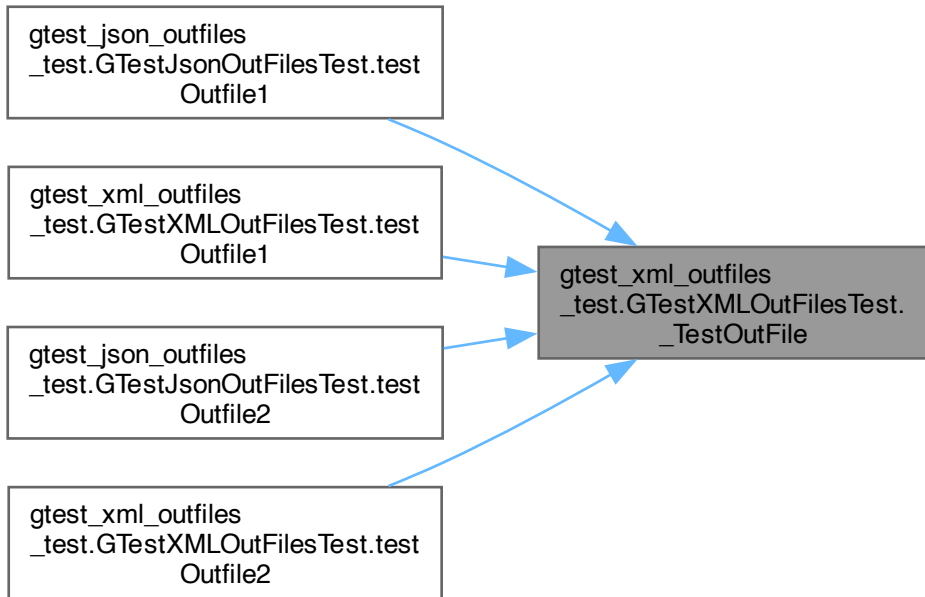 gtest_json_outfiles
_test.GTestJsonOutFilesTest.test
Outfile1
gtest_xml_outfiles
_test.GTestXMLOutFilesTest.test
Outfile1
gtest_json_outfiles
_test.GTestJsonOutFilesTest.test
Outfile2
gtest_xml_outfiles
_test.GTestXMLOutFilesTest.test
Outfile2
gtest_xml_outfiles
_test.GTestXMLOutFilesTest.
_TestOutFile